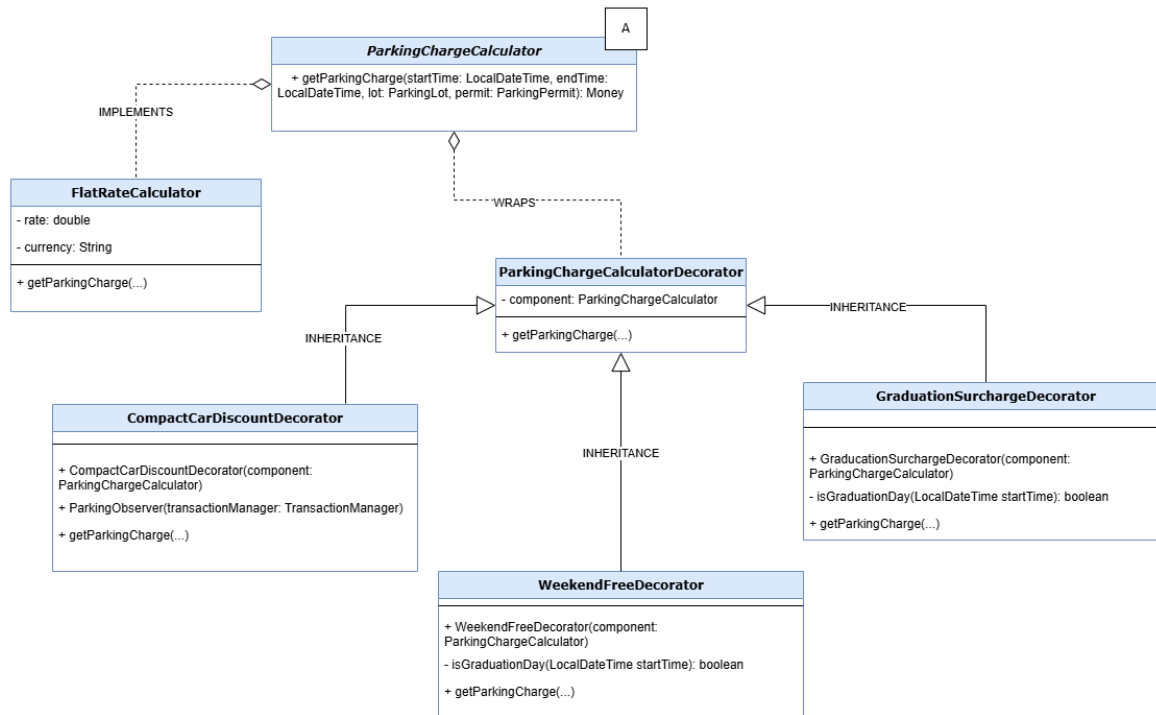 A
ParkingChargeCalculator
+ getParkingCharge(startTime: LocalDateTime, endTime:
LocalDateTime, lot: ParkingLot, permit: ParkingPermit): Money
IMPLEMENTS
FlatRateCalculator
- rate: double
- currency: String
+ getParkingCharge(...)
WRAPS
ParkingChargeCalculatorDecorator
- component: ParkingChargeCalculator
+ getParkingCharge(...)
INHERITANCE
INHERITANCE
INHERITANCE
CompactCarDiscountDecorator
+ CompactCarDiscountDecorator(component:
ParkingChargeCalculator)
+ ParkingObserver(transactionManager: TransactionManager)
+ getParkingCharge(...)
GraduationSurchargeDecorator
+ GraducationSurchargeDecorator(component:
ParkingChargeCalculator)
- isGraduationDay(LocalDateTime startTime): boolean
+ getParkingCharge(...)
WeekendFreeDecorator
+ WeekendFreeDecorator(component:
ParkingChargeCalculator)
- isGraduationDay(LocalDateTime startTime): boolean
+ getParkingCharge(...)